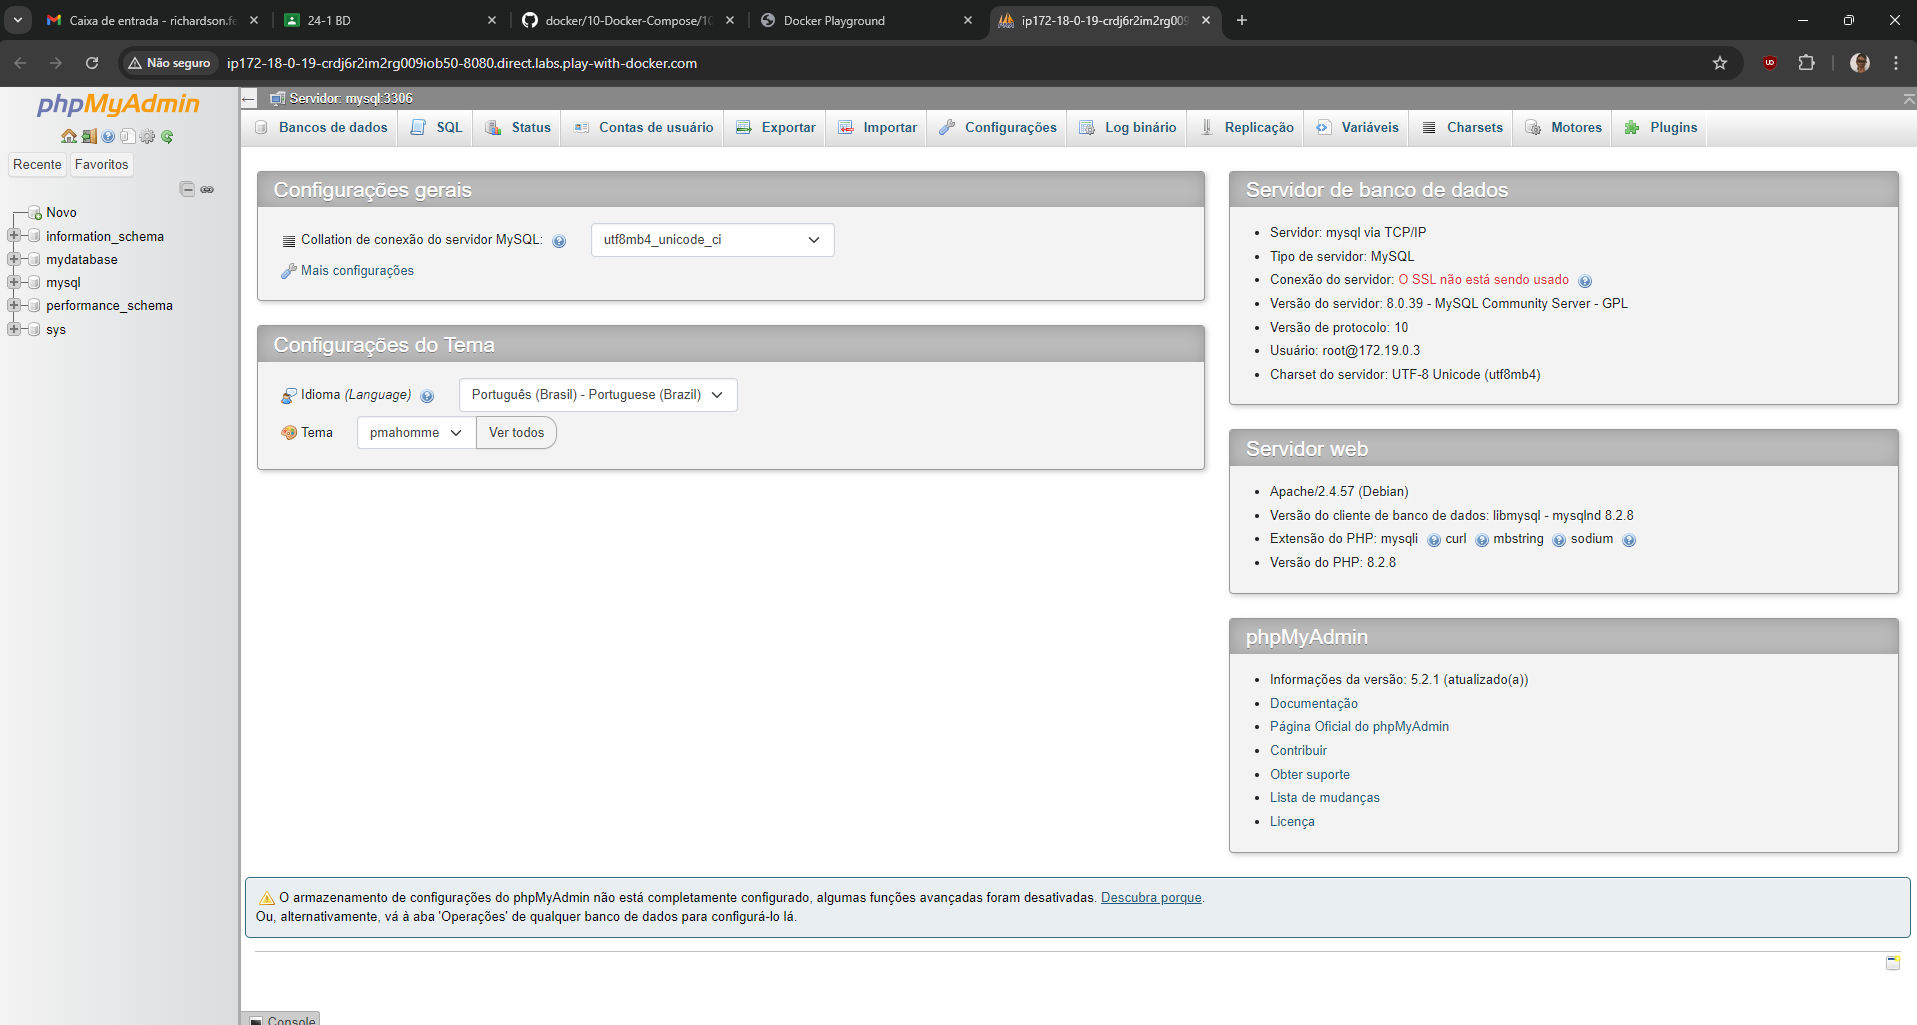 Caixa de entrada - richardson.fe
24-1 BD
docker/10-Docker-Compose/10
Docker Playground
ip172-18-0-19-crdj6r2im2rg009
Não seguro
ip172-18-0-19-crdj6r2im2rg009iob50-8080.direct.labs.play-with-docker.com
phpMyAdmin
Recente
Favoritos
Novo
information_schema
mydatabase
mysql
performance_schema
sys
Servidor: mysql:3306
Bancos de dados
SQL
Status
Contas de usuário
Exportar
Importar
Configurações
Log binário
Replicação
Variáveis
Charsets
Motores
Plugins
Configurações gerais
Collation de conexão do servidor MySQL:
utf8mb4_unicode_ci
Mais configurações
Configurações do Tema
Idioma (Language)
Português (Brasil) - Portuguese (Brazil)
Tema
pmahomme
Ver todos
Servidor de banco de dados
Servidor: mysql via TCP/IP
Tipo de servidor: MySQL
Conexão do servidor: O SSL não está sendo usado
Versão do servidor: 8.0.39 - MySQL Community Server - GPL
Versão de protocolo: 10
Usuário: root@172.19.0.3
Charset do servidor: UTF-8 Unicode (utf8mb4)
Servidor web
Apache/2.4.57 (Debian)
Versão do cliente de banco de dados: libmysql - mysqlnd 8.2.8
Extensão do PHP: mysqli curl mbstring sodium
Versão do PHP: 8.2.8
phpMyAdmin
Informações da versão: 5.2.1 (atualizado(a))
Documentação
Página Oficial do phpMyAdmin
Contribuir
Obter suporte
Lista de mudanças
Licença
O armazenamento de configurações do phpMyAdmin não está completamente configurado, algumas funções avançadas foram desativadas. Descubra porque.
Ou, alternativamente, vá à aba 'Operações' de qualquer banco de dados para configurá-lo lá.
Console